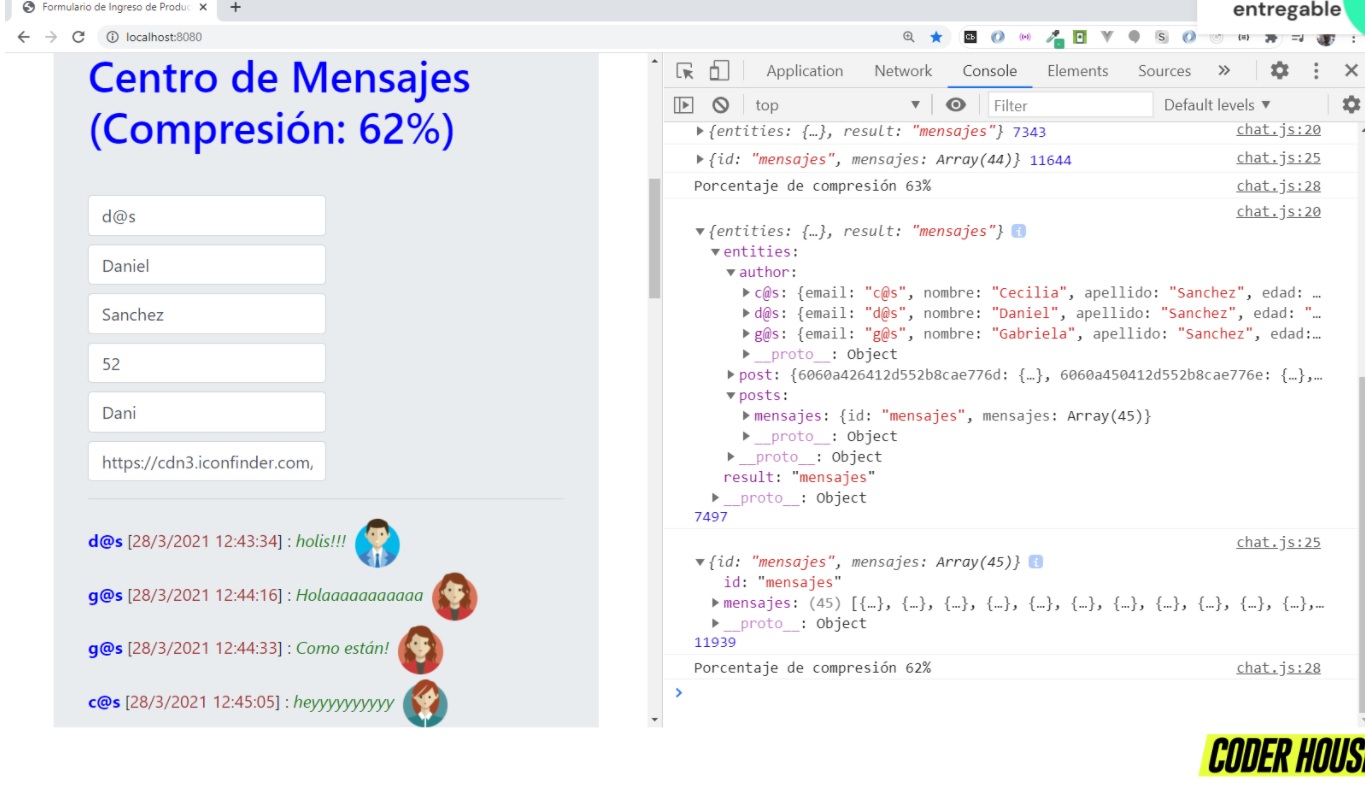 entregable
Formulario de Ingreso de Produc
localhost:8080
Centro de Mensajes
(Compresión: 62%)
d@s
Daniel
Sanchez
52
Dani
https://cdn3.iconfinder.com,
d@s [28/3/2021 12:43:34] : holis!!!
g@s [28/3/2021 12:44:16] : Holaaaaaaaaaaa
g@s [28/3/2021 12:44:33] : Como están!
c@s [28/3/2021 12:45:05] : heyyyyyyyyyy
Application Network Console Elements Sources
top Filter Default levels
{entities: {…}, result: "mensajes"} 7343 chat.js:20
{id: "mensajes", mensajes: Array(44)} 11644 chat.js:25
Porcentaje de compresión 63% chat.js:28
chat.js:20
{entities: {…}, result: "mensajes"}
entities:
author:
c@s: {email: "c@s", nombre: "Cecilia", apellido: "Sanchez", edad: …
d@s: {email: "d@s", nombre: "Daniel", apellido: "Sanchez", edad: "…
g@s: {email: "g@s", nombre: "Gabriela", apellido: "Sanchez", edad:…
__proto__: Object
post: {6060a426412d552b8cae776d: {…}, 6060a450412d552b8cae776e: {…},…
posts:
mensajes: {id: "mensajes", mensajes: Array(45)}
__proto__: Object
__proto__: Object
result: "mensajes"
__proto__: Object
7497
chat.js:25
{id: "mensajes", mensajes: Array(45)}
id: "mensajes"
mensajes: (45) [{…}, {…}, {…}, {…}, {…}, {…}, {…}, {…}, {…}, {…}, {…},…
__proto__: Object
11939
Porcentaje de compresión 62% chat.js:28
CODER HOUSE